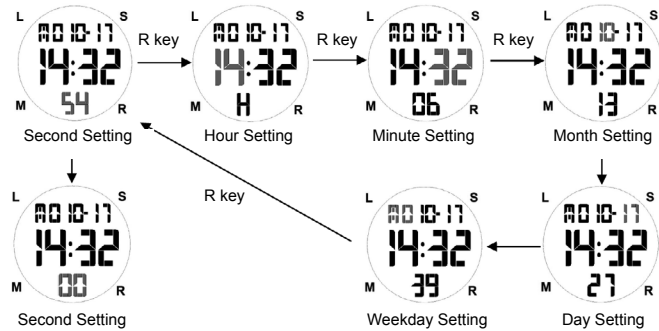 L S
MO 10-17
14:32
54
M R
Second Setting
R key
L S
MO 10-17
14:32
H
M R
Hour Setting
R key
L S
MO 10-17
14:32
06
M R
Minute Setting
R key
L S
MO 10-17
14:32
13
M R
Month Setting
R key
L S
MO 10-17
14:32
00
M R
Second Setting
L S
MO 10-17
14:32
39
M R
Weekday Setting
L S
MO 10-17
14:32
27
M R
Day Setting